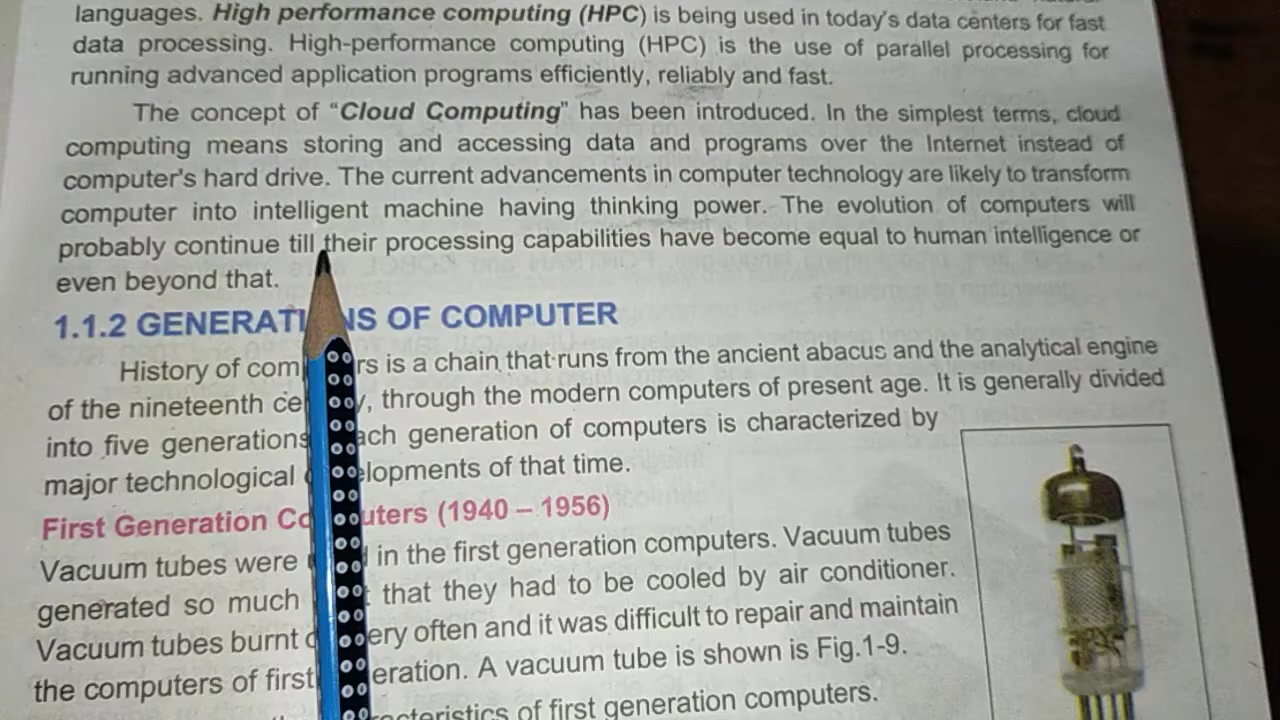 languages. High performance computing (HPC) is being used in today's data centers for fast
data processing. High-performance computing (HPC) is the use of parallel processing for
running advanced application programs efficiently, reliably and fast.
The concept of “Cloud Computing” has been introduced. In the simplest terms, cloud
computing means storing and accessing data and programs over the Internet instead of
computer's hard drive. The current advancements in computer technology are likely to transform
computer into intelligent machine having thinking power. The evolution of computers will
probably continue till their processing capabilities have become equal to human intelligence or
even beyond that.
1.1.2 GENERATI NS OF COMPUTER
History of com rs is a chain that runs from the ancient abacus and the analytical engine
of the nineteenth ce y, through the modern computers of present age. It is generally divided
into five generations ach generation of computers is characterized by
major technological elopments of that time.
First Generation Co uters (1940 – 1956)
Vacuum tubes were in the first generation computers. Vacuum tubes
generated so much that they had to be cooled by air conditioner.
Vacuum tubes burnt o ery often and it was difficult to repair and maintain
the computers of first eration. A vacuum tube is shown is Fig.1-9.
acteristics of first generation computers.